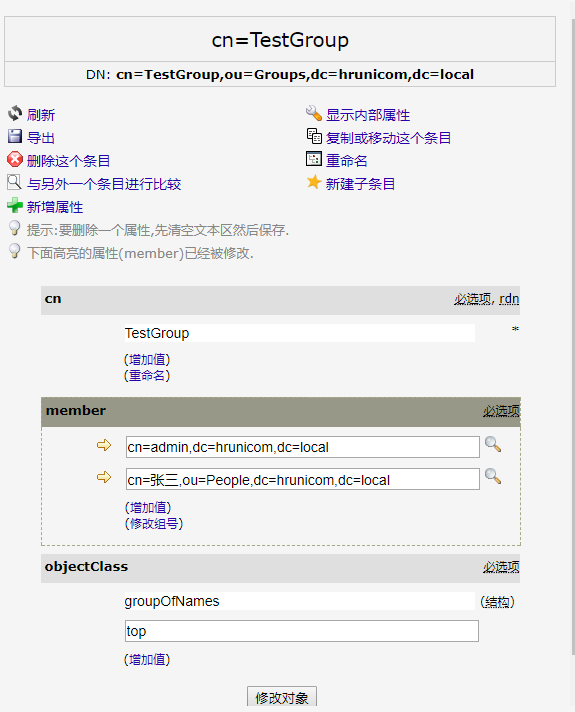 cn=TestGroup
DN: cn=TestGroup,ou=Groups,dc=hrunicom,dc=local
刷新 显示内部属性
导出 复制或移动这个条目
删除这个条目 重命名
与另外一个条目进行比较 新建子条目
新增属性
提示:要删除一个属性,先清空文本区然后保存.
下面高亮的属性(member)已经被修改.
cn 必选项, rdn
TestGroup *
(增加值)
(重命名)
member 必选项
cn=admin,dc=hrunicom,dc=local
cn=张三,ou=People,dc=hrunicom,dc=local
(增加值)
(修改组号)
objectClass 必选项
groupOfNames (结构)
top
(增加值)
修改对象